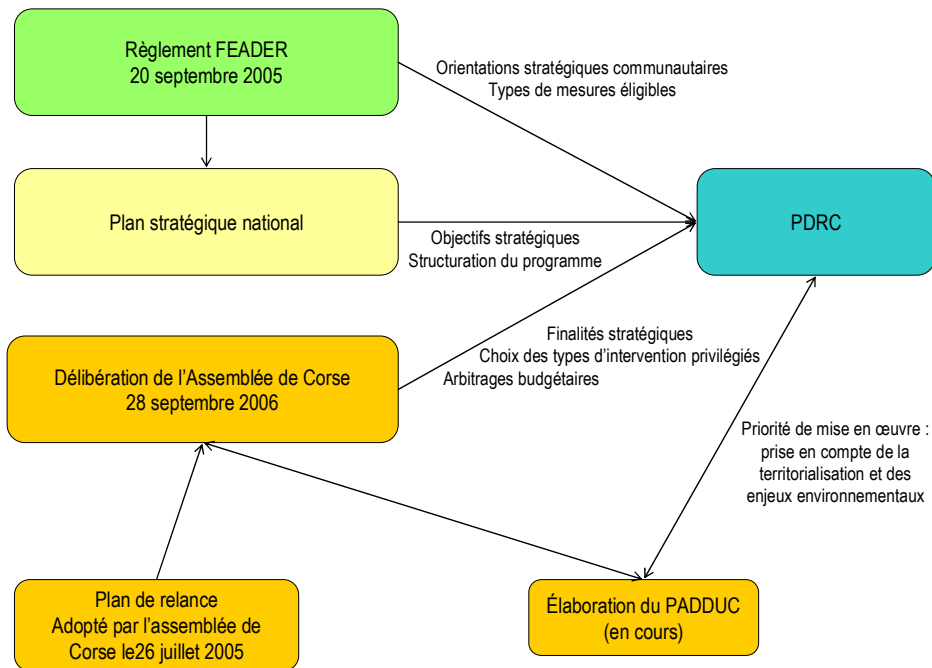 Règlement FEADER
20 septembre 2005
Orientations stratégiques communautaires
Types de mesures éligibles
Plan stratégique national
PDRC
Objectifs stratégiques
Structuration du programme
Finalités stratégiques
Choix des types d’intervention privilégiés
Arbitrages budgétaires
Délibération de l’Assemblée de Corse
28 septembre 2006
Priorité de mise en œuvre :
prise en compte de la
territorialisation et des
enjeux environnementaux
Plan de relance
Adopté par l’assemblée de
Corse le26 juillet 2005
Élaboration du PADDUC
(en cours)